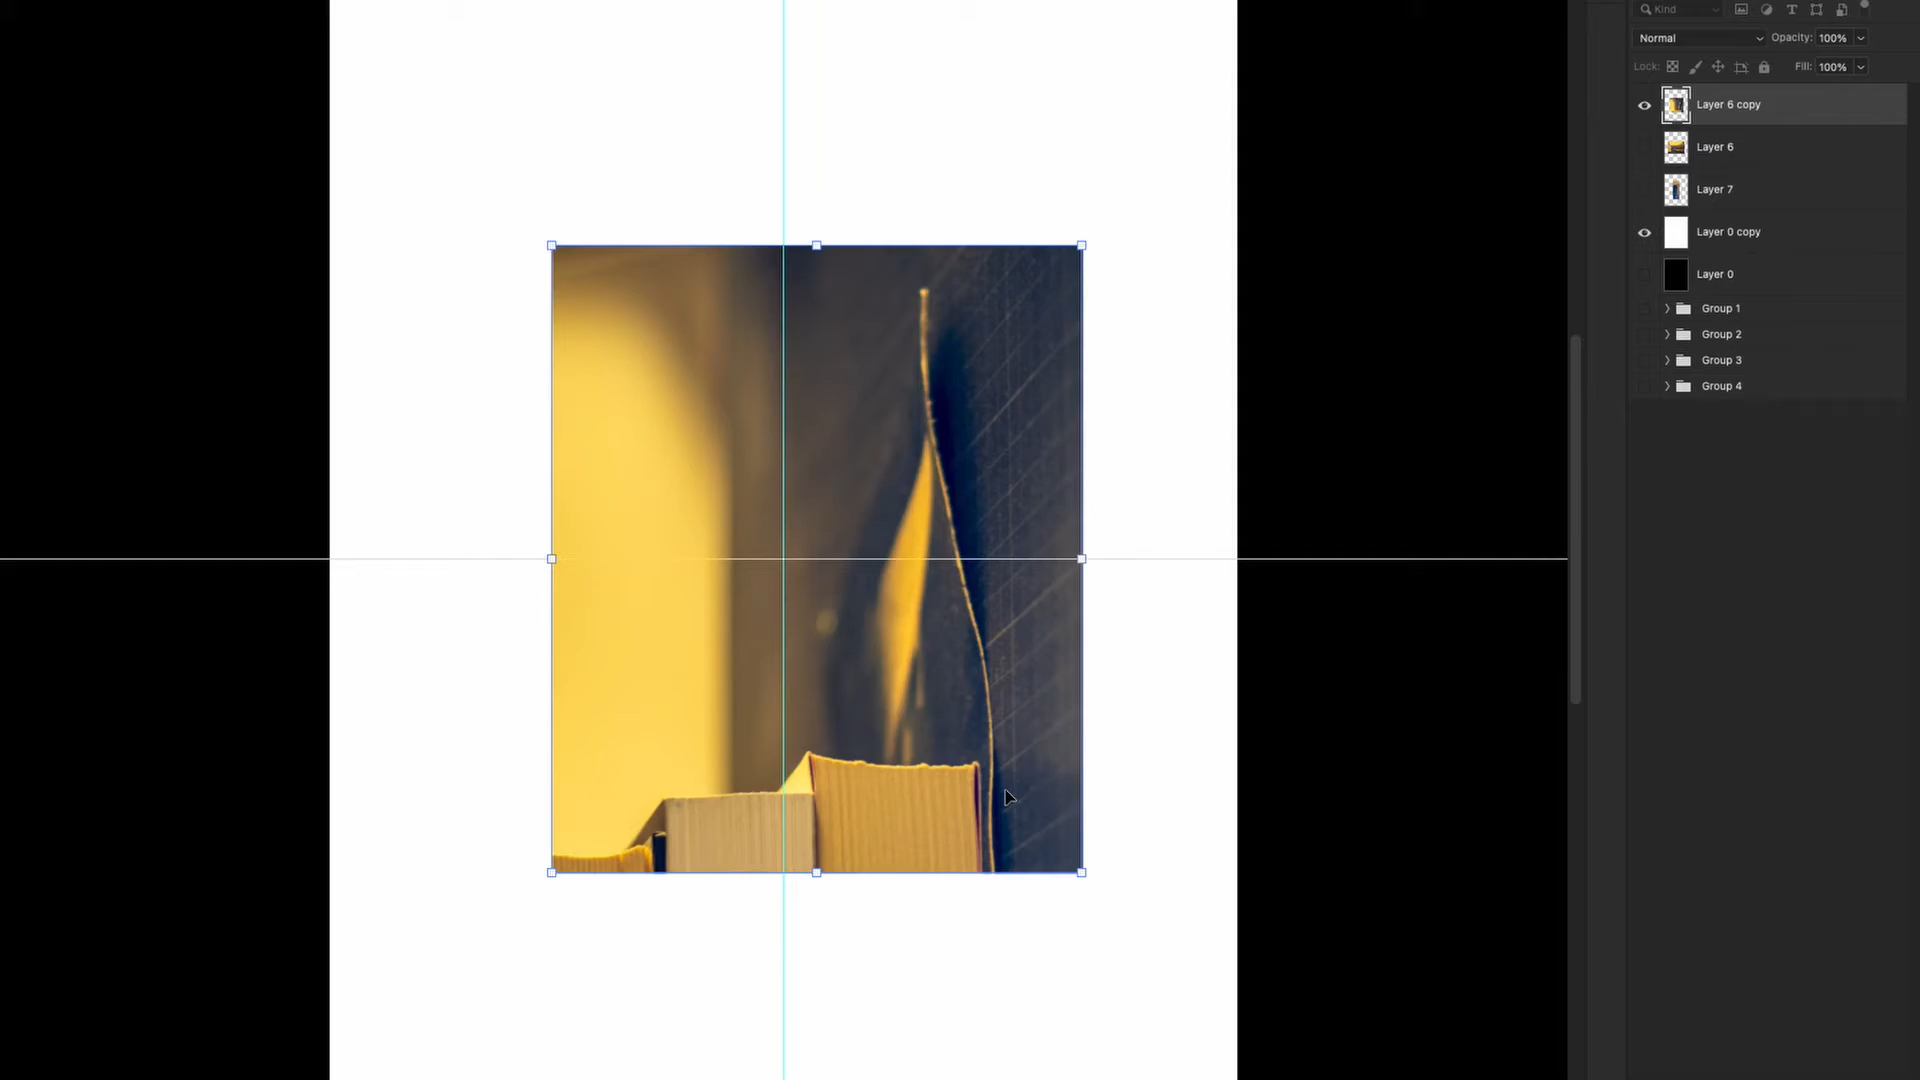 Kind
Normal Opacity: 100%
Lock: Fill: 100%
Layer 6 copy
Layer 6
Layer 7
Layer 0 copy
Layer 0
Group 1
Group 2
Group 3
Group 4